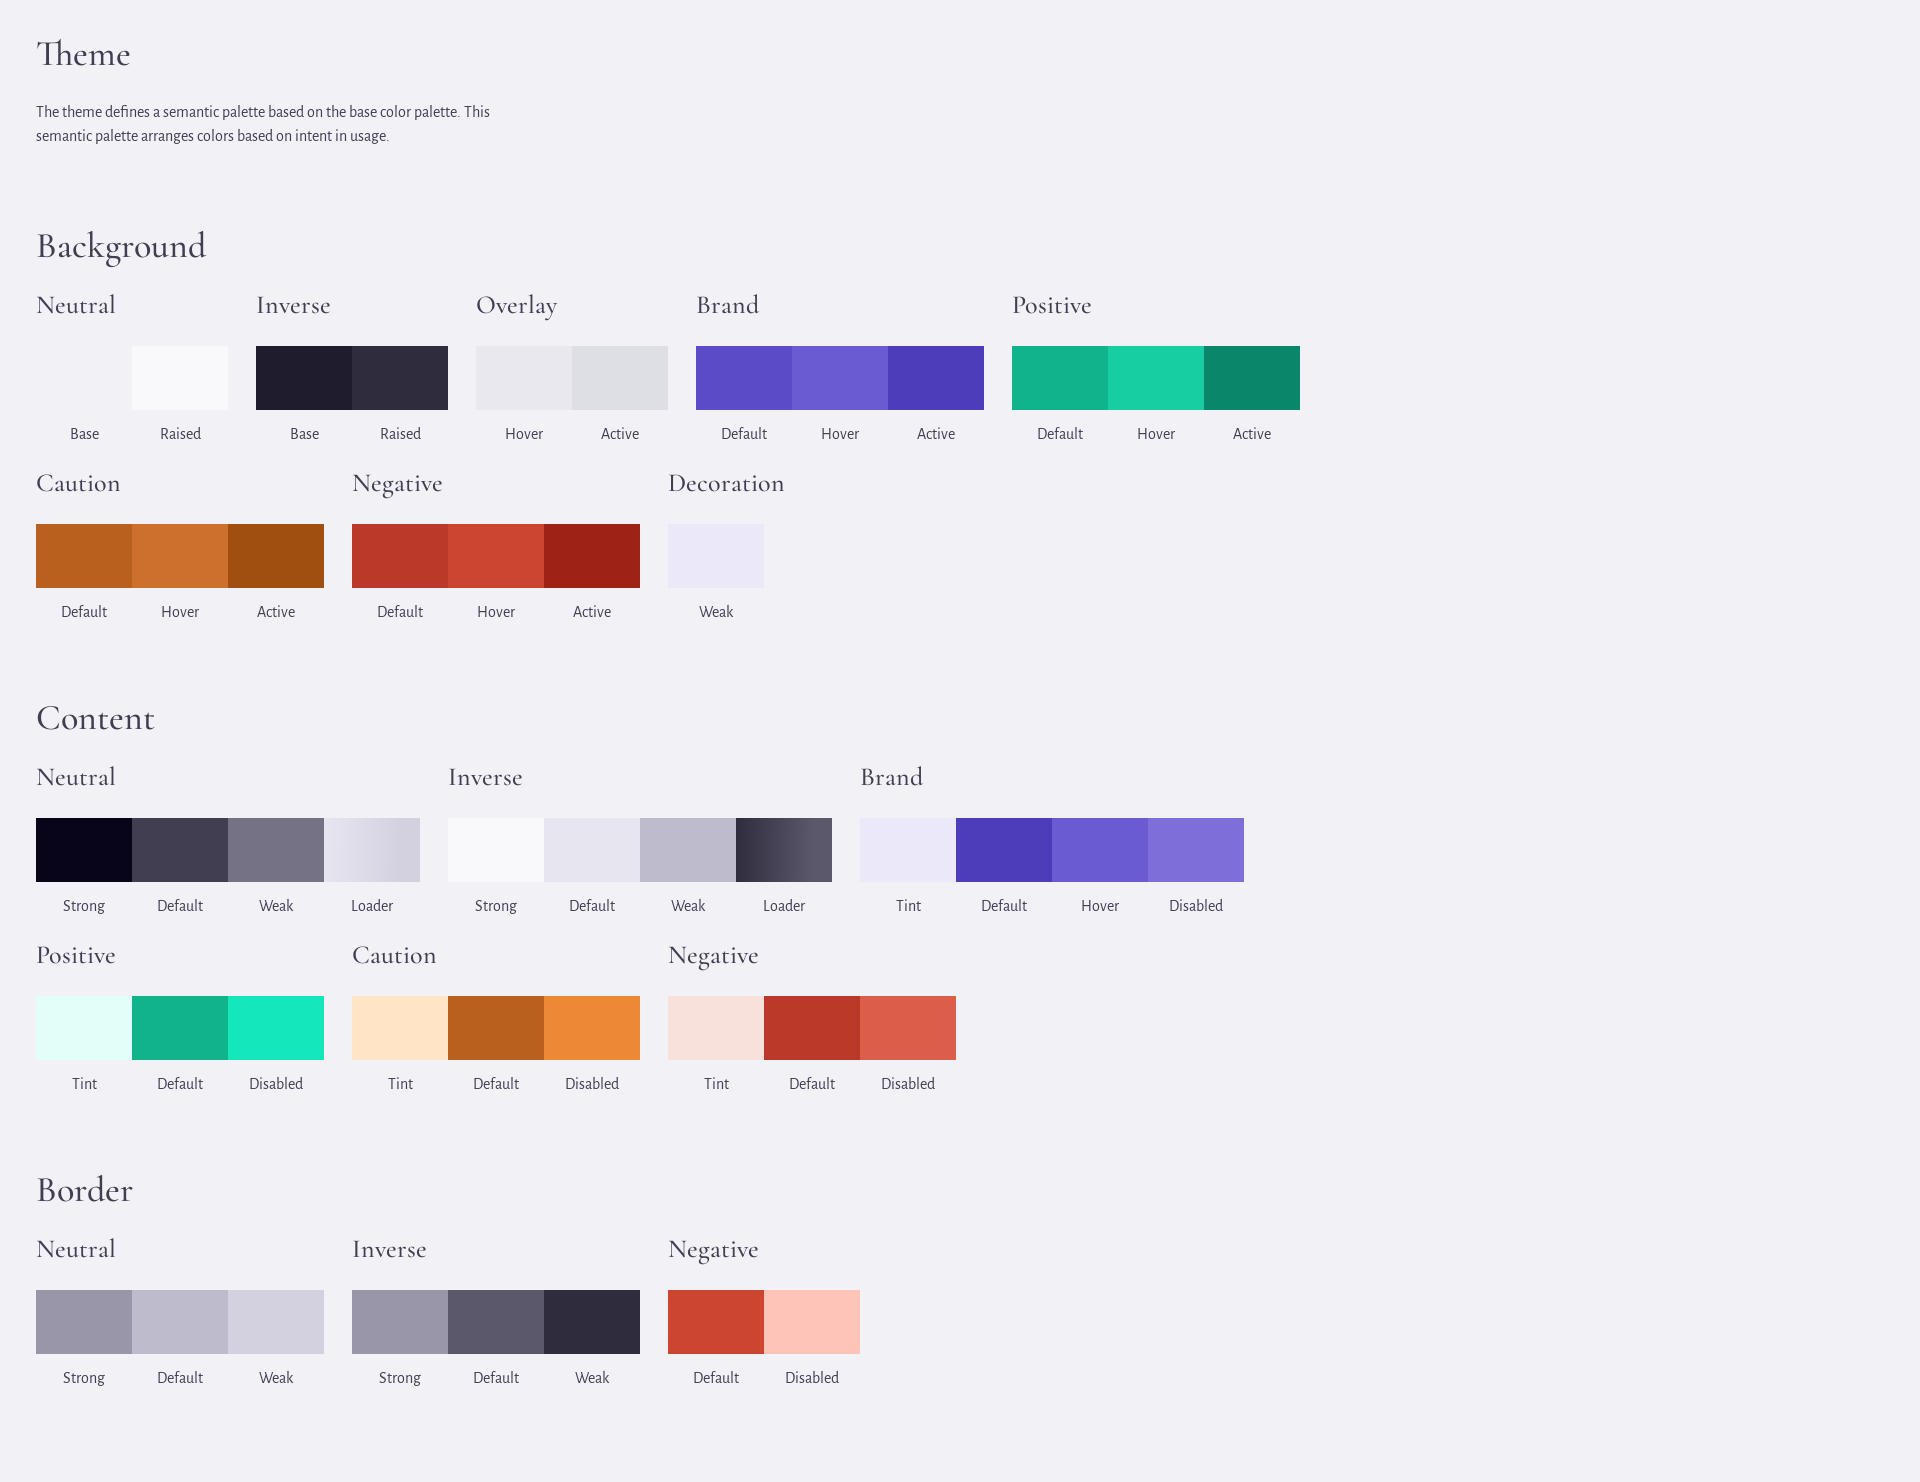 Theme
The theme defines a semantic palette based on the base color palette. This
semantic palette arranges colors based on intent in usage.
Background
Neutral Inverse Overlay Brand Positive
Base Raised Base Raised Hover Active Default Hover Active Default Hover Active
Caution Negative Decoration
Default Hover Active Default Hover Active Weak
Content
Neutral Inverse Brand
Strong Default Weak Loader Strong Default Weak Loader Tint Default Hover Disabled
Positive Caution Negative
Tint Default Disabled Tint Default Disabled Tint Default Disabled
Border
Neutral Inverse Negative
Strong Default Weak Strong Default Weak Default Disabled